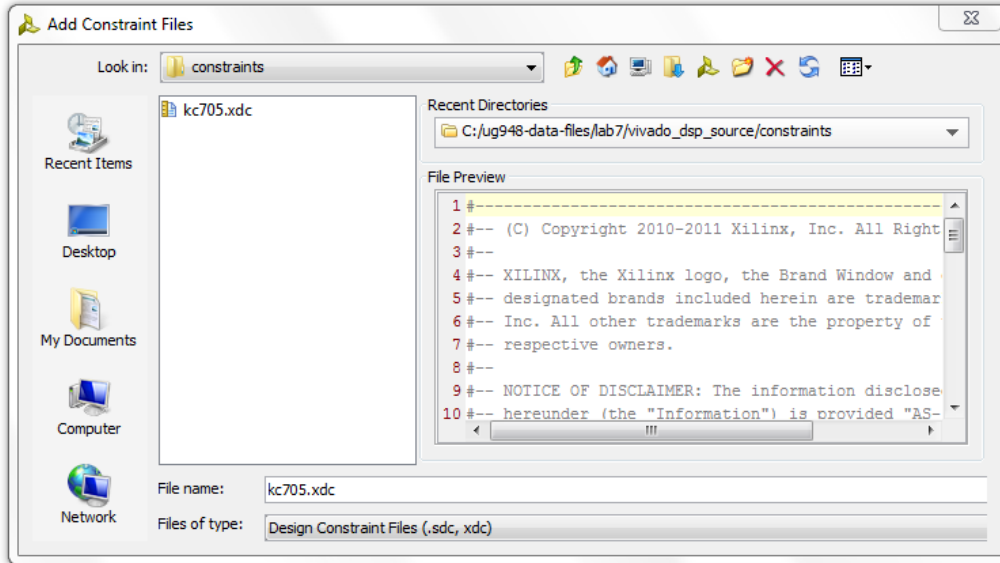 Add Constraint Files
Look in:
constraints
Recent Items
Desktop
My Documents
Computer
Network
kc705.xdc
Recent Directories
C:/ug948-data-files/lab7/vivado_dsp_source/constraints
File Preview
1 #----------------------------------------------------
2 #-- (C) Copyright 2010-2011 Xilinx, Inc. All Right
3 #--
4 #-- XILINX, the Xilinx logo, the Brand Window and
5 #-- designated brands included herein are trademar
6 #-- Inc. All other trademarks are the property of
7 #-- respective owners.
8 #--
9 #-- NOTICE OF DISCLAIMER: The information disclose
10 #-- hereunder (the "Information") is provided "AS-
File name:
kc705.xdc
Files of type:
Design Constraint Files (.sdc, xdc)